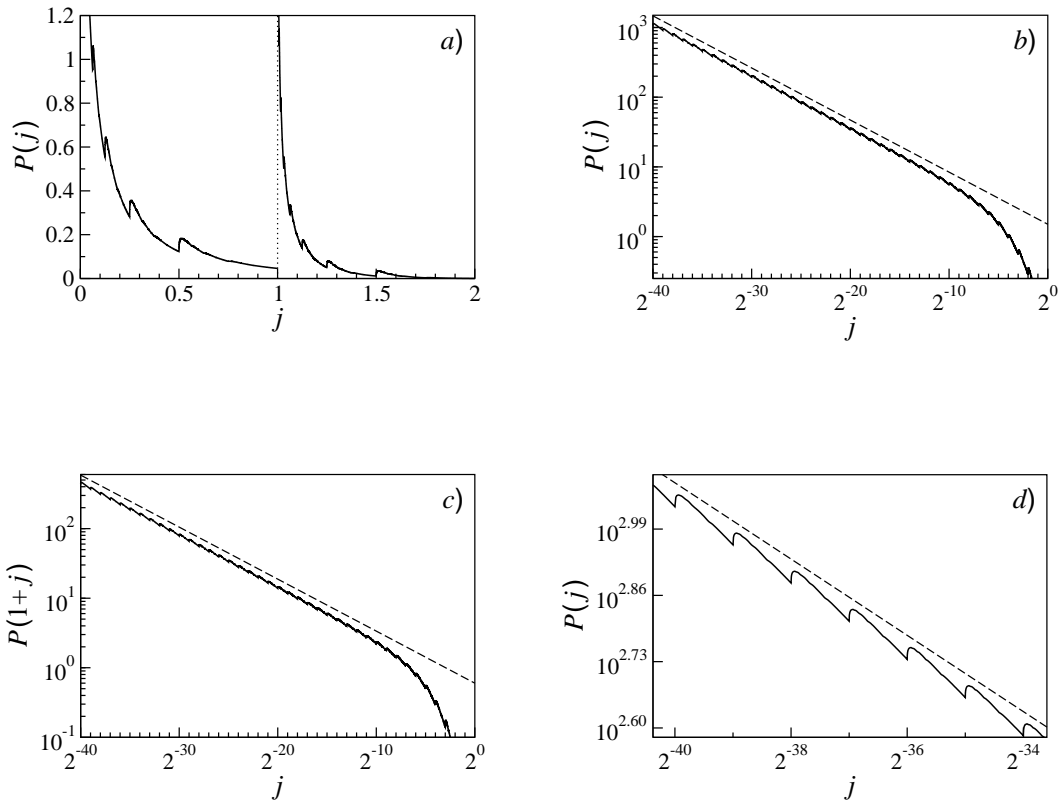 a)
P(j)
1.2
1
0.8
0.6
0.4
0.2
0
0 0.5 1 1.5 2
j
b)
P(j)
10^3
10^2
10^1
10^0
2^-40 2^-30 2^-20 2^-10 2^0
j
c)
P(1+j)
10^2
10^1
10^0
10^-1
2^-40 2^-30 2^-20 2^-10 2^0
j
d)
P(j)
10^2.99
10^2.86
10^2.73
10^2.60
2^-40 2^-38 2^-36 2^-34
j